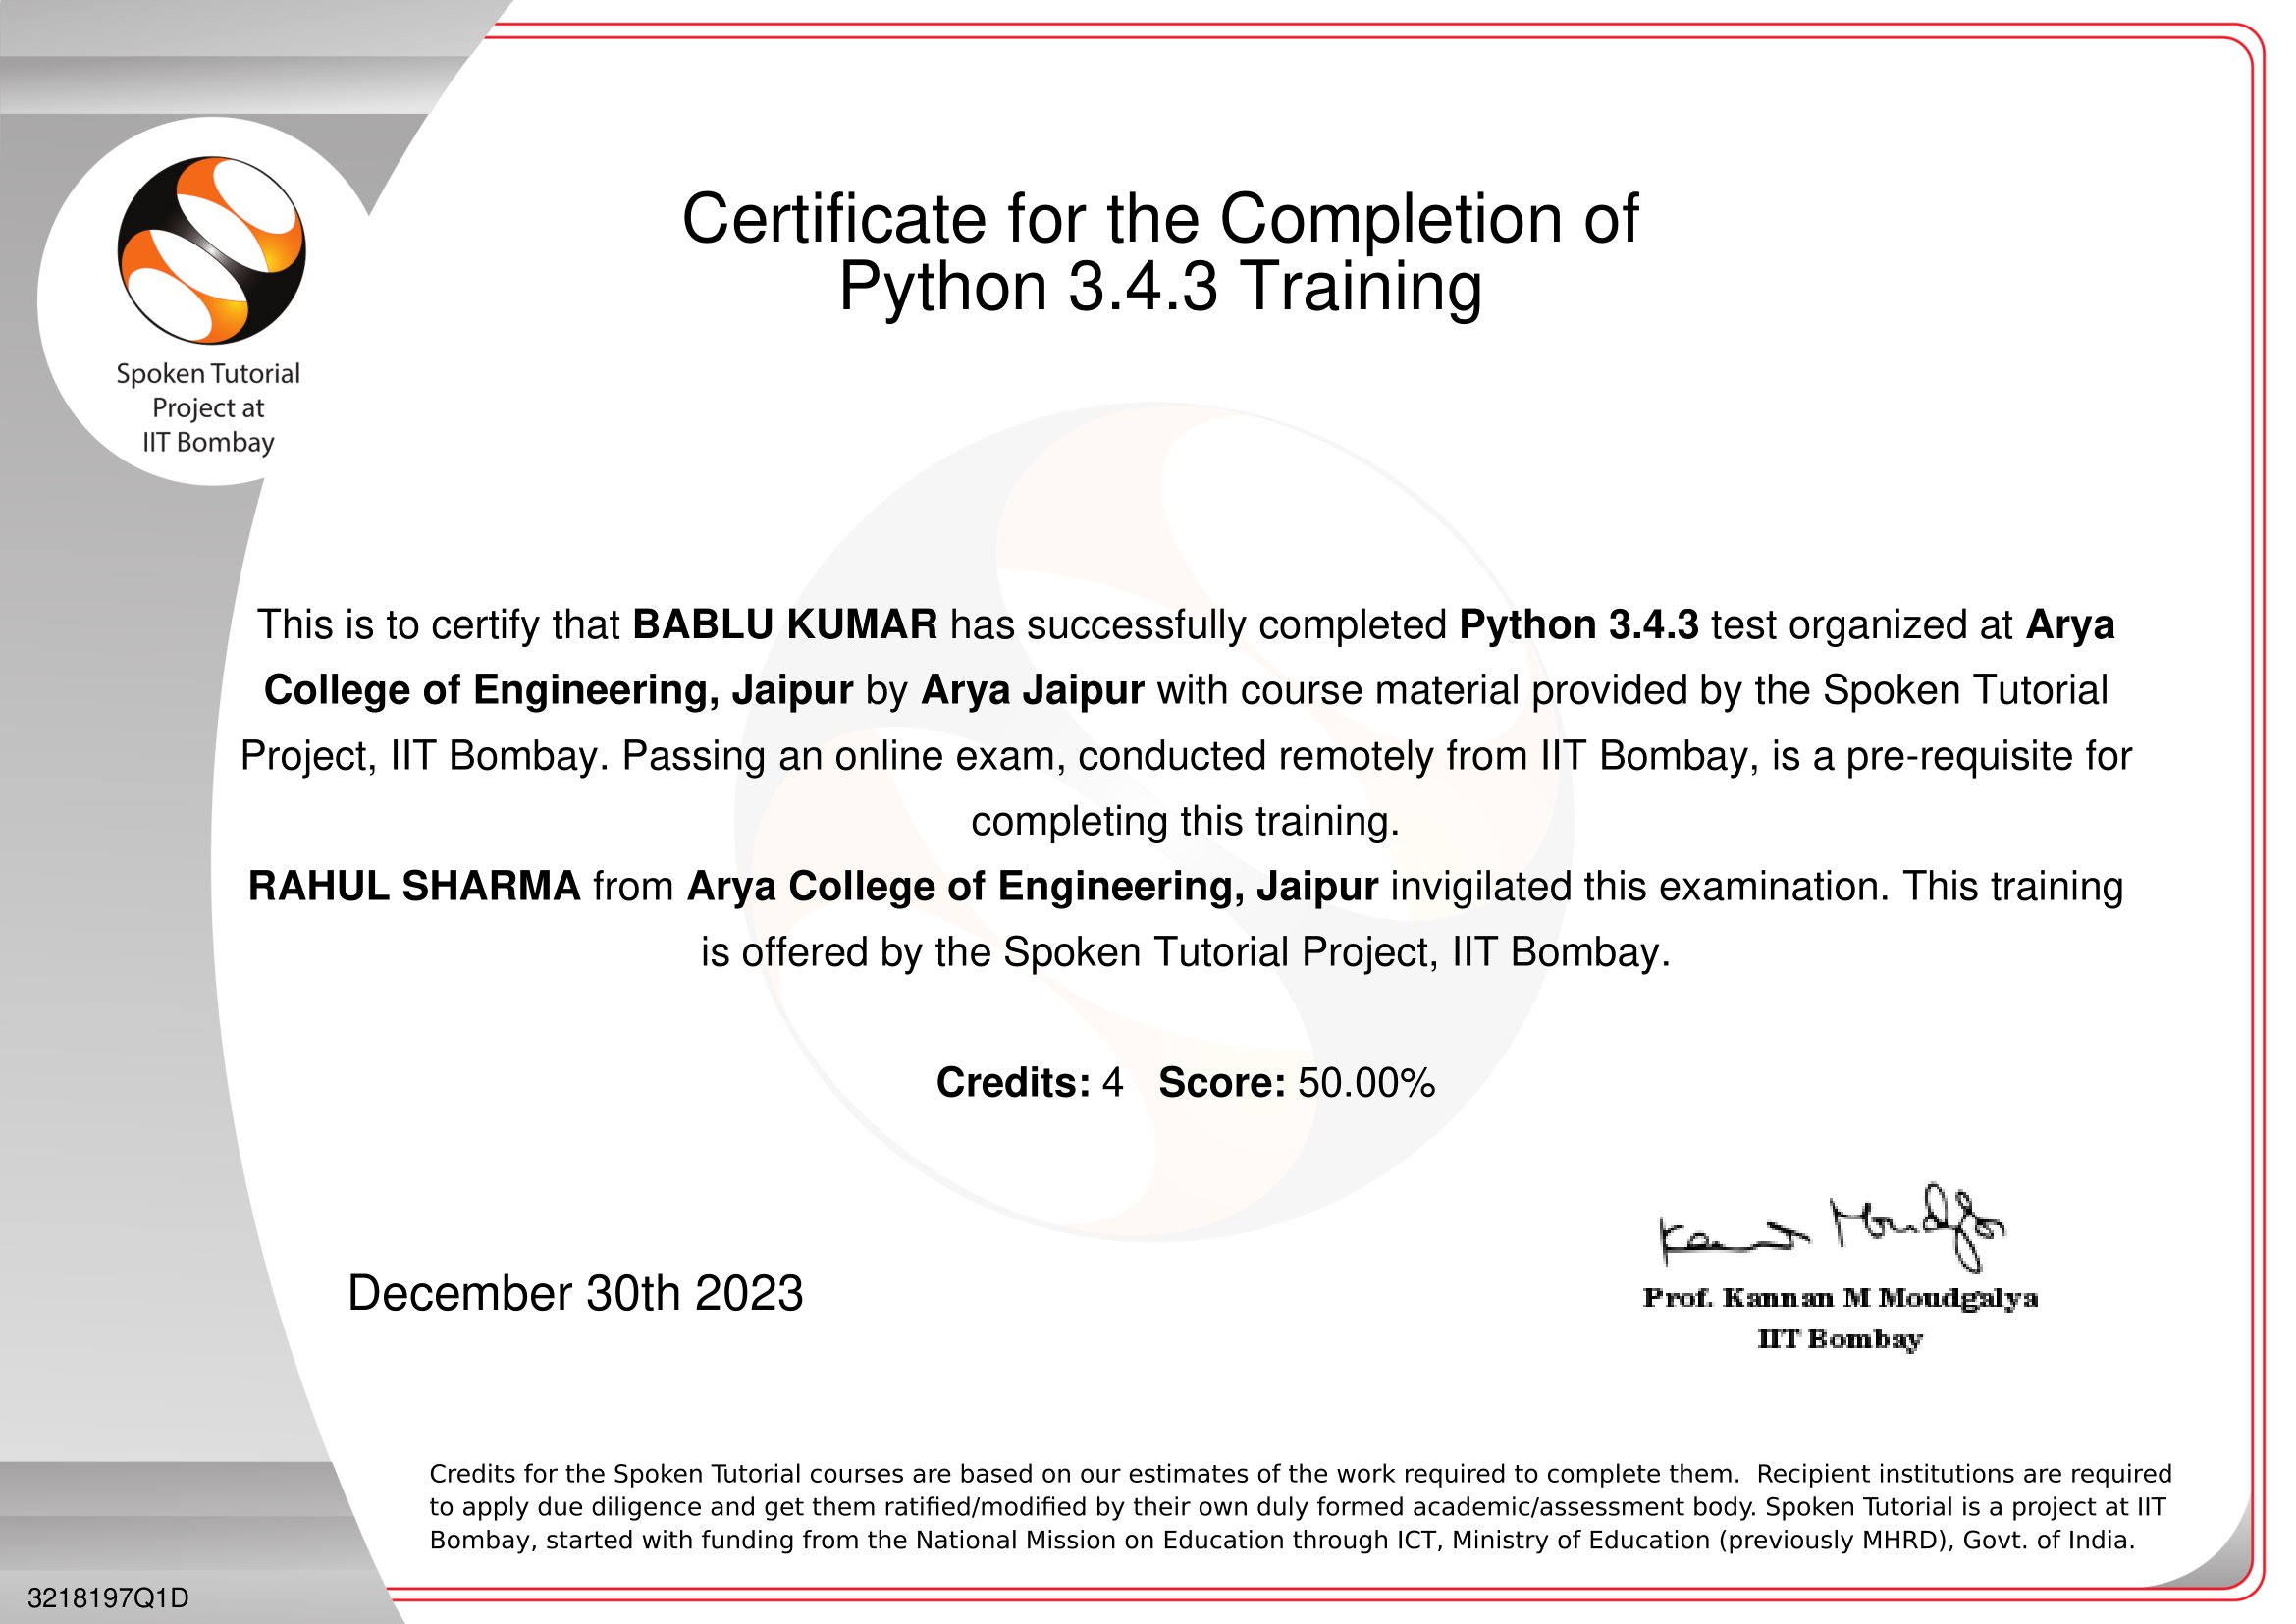 Spoken Tutorial
Project at
IIT Bombay
Certificate for the Completion of
Python 3.4.3 Training
This is to certify that BABLU KUMAR has successfully completed Python 3.4.3 test organized at Arya
College of Engineering, Jaipur by Arya Jaipur with course material provided by the Spoken Tutorial
Project, IIT Bombay. Passing an online exam, conducted remotely from IIT Bombay, is a pre-requisite for
completing this training.
RAHUL SHARMA from Arya College of Engineering, Jaipur invigilated this examination. This training
is offered by the Spoken Tutorial Project, IIT Bombay.
Credits: 4 Score: 50.00%
December 30th 2023
Kannan Moudgalya
Prof. Kannan M Moudgalya
IIT Bombay
Credits for the Spoken Tutorial courses are based on our estimates of the work required to complete them. Recipient institutions are required
to apply due diligence and get them ratified/modified by their own duly formed academic/assessment body. Spoken Tutorial is a project at IIT
Bombay, started with funding from the National Mission on Education through ICT, Ministry of Education (previously MHRD), Govt. of India.
3218197Q1D